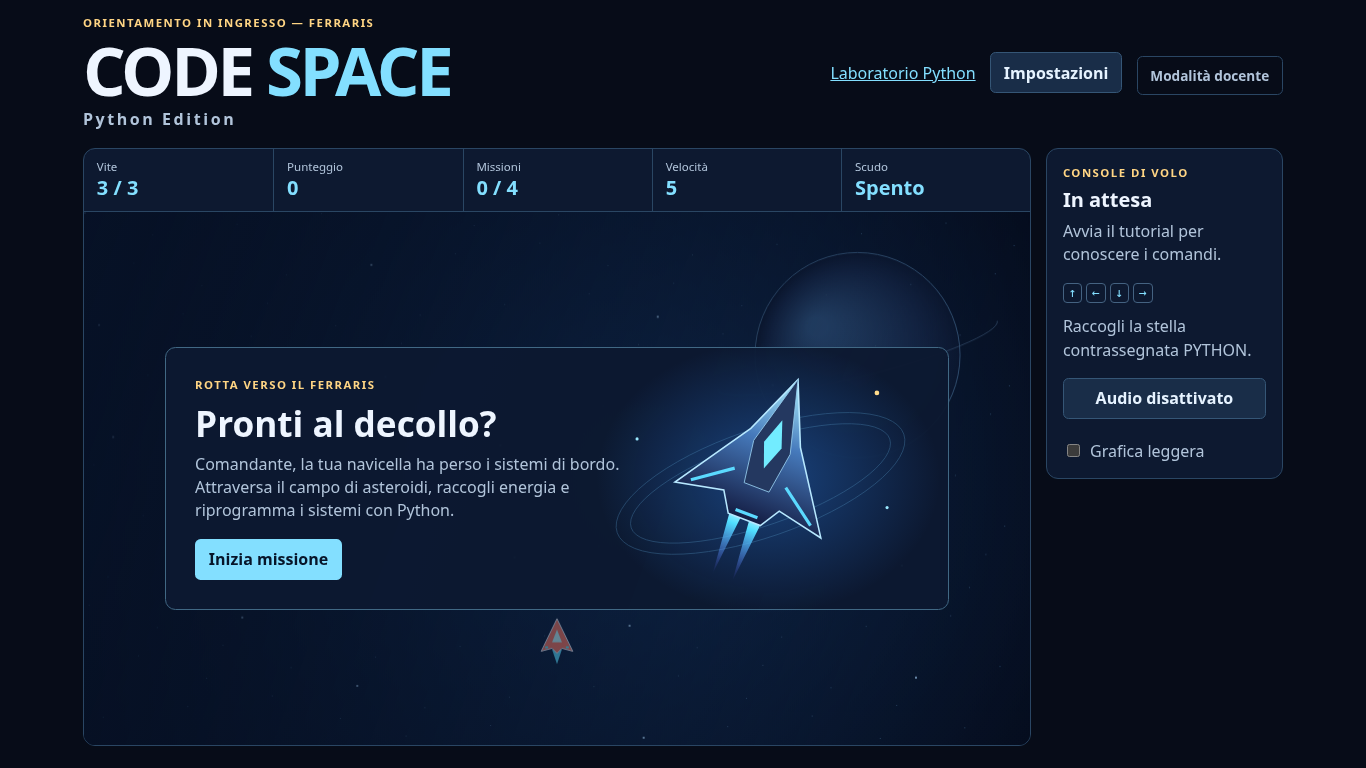 ORIENTAMENTO IN INGRESSO — FERRARIS
CODE SPACE
Python Edition
Laboratorio Python
Impostazioni
Modalità docente
Vite
3 / 3
Punteggio
0
Missioni
0 / 4
Velocità
5
Scudo
Spento
ROTTA VERSO IL FERRARIS
Pronti al decollo?
Comandante, la tua navicella ha perso i sistemi di bordo.
Attraversa il campo di asteroidi, raccogli energia e
riprogramma i sistemi con Python.
Inizia missione
CONSOLE DI VOLO
In attesa
Avvia il tutorial per
conoscere i comandi.
↑ ← ↓ →
Raccogli la stella
contrassegnata PYTHON.
Audio disattivato
Grafica leggera